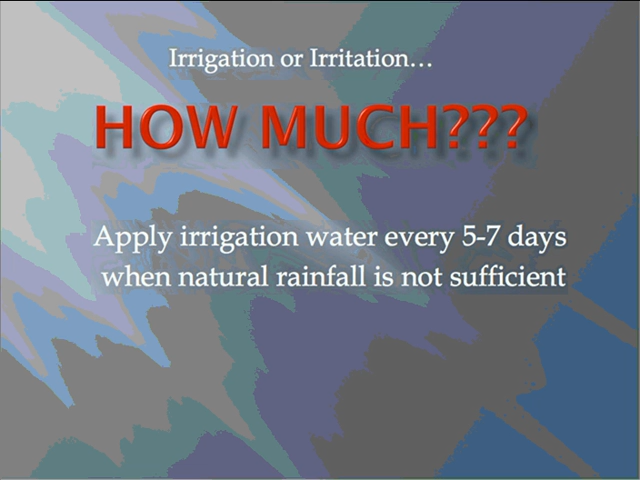 Irrigation or Irritation…
HOW MUCH???
Apply irrigation water every 5-7 days
when natural rainfall is not sufficient